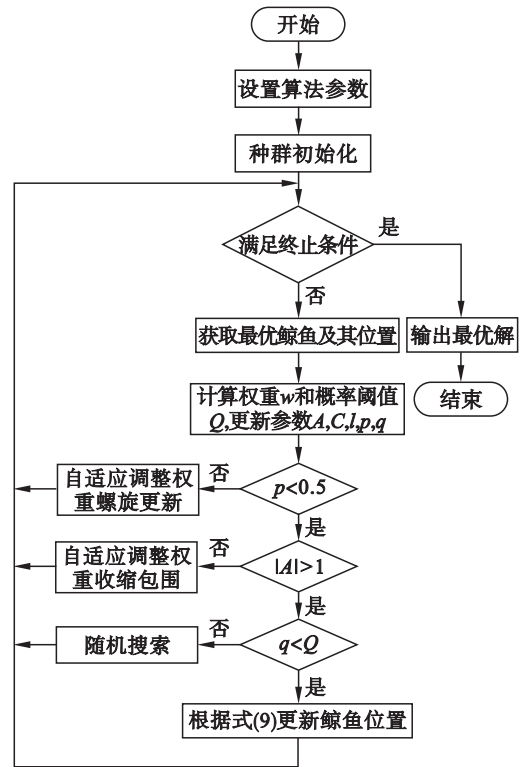 开始
设置算法参数
种群初始化
满足终止条件
是
否
获取最优鲸鱼及其位置
输出最优解
结束
计算权重w和概率阈值
Q,更新参数A,C,l,p,q
p<0.5
否
自适应调整权
重螺旋更新
是
|A|>1
否
自适应调整权
重收缩包围
是
q<Q
否
随机搜索
是
根据式(9)更新鲸鱼位置